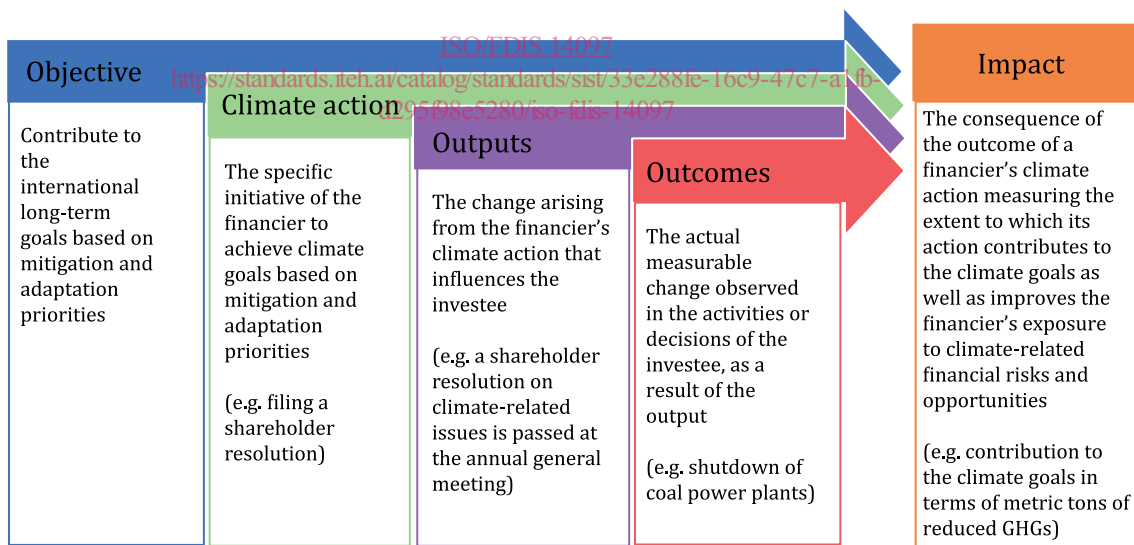 ISO/FDIS 14097
https://standards.iteh.ai/catalog/standards/sist/33e288fe-16c9-47c7-a1fb-
d295f98e5280/iso-fdis-14097
Objective
Contribute to
the
international
long-term
goals based on
mitigation and
adaptation
priorities
Climate action
The specific
initiative of the
financier to
achieve climate
goals based on
mitigation and
adaptation
priorities
(e.g. filing a
shareholder
resolution)
Outputs
The change arising
from the financier’s
climate action that
influences the
investee
(e.g. a shareholder
resolution on
climate-related
issues is passed at
the annual general
meeting)
Outcomes
The actual
measurable
change observed
in the activities or
decisions of the
investee, as a
result of the
output
(e.g. shutdown of
coal power plants)
Impact
The consequence of
the outcome of a
financier’s climate
action measuring the
extent to which its
action contributes to
the climate goals as
well as improves the
financier’s exposure
to climate-related
financial risks and
opportunities
(e.g. contribution to
the climate goals in
terms of metric tons of
reduced GHGs)